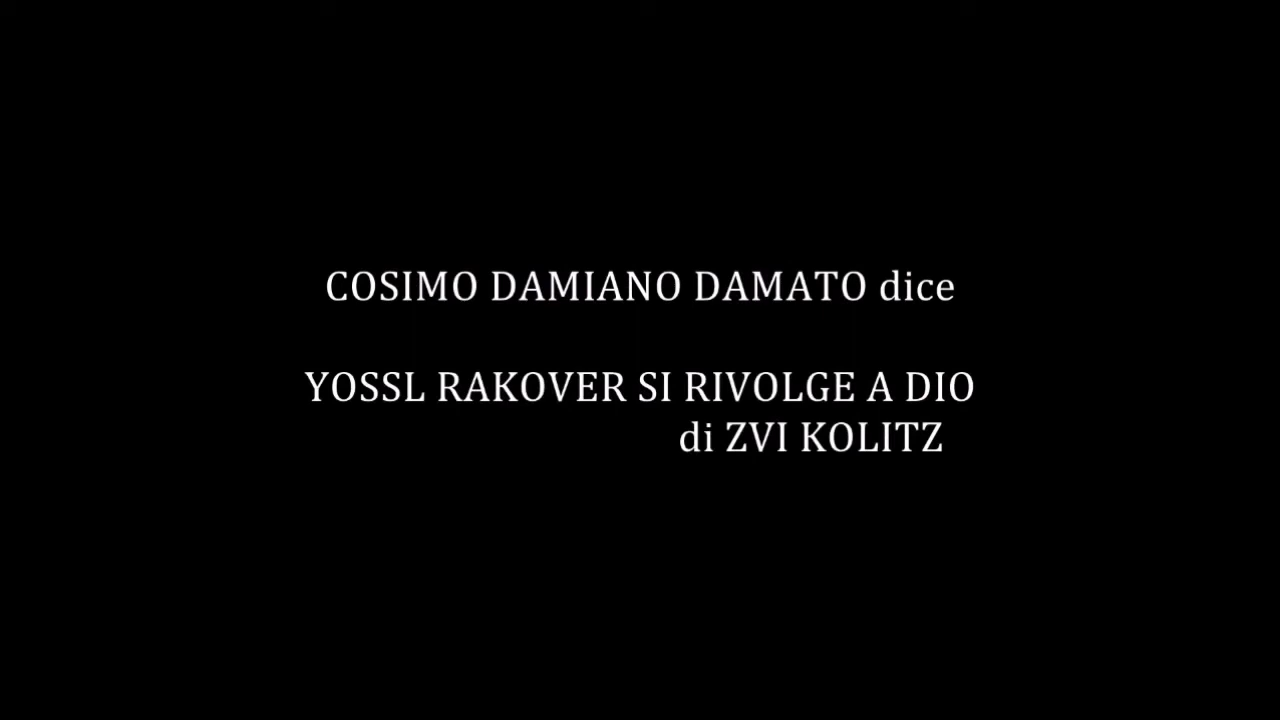 COSIMO DAMIANO DAMATO dice
YOSSL RAKOVER SI RIVOLGE A DIO
di ZVI KOLITZ